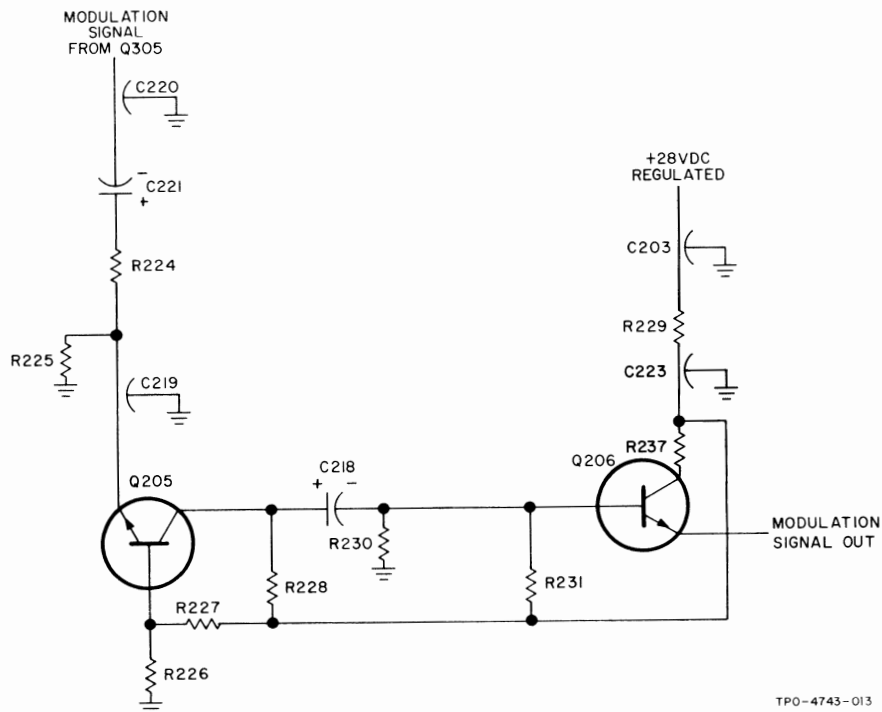 MODULATION
SIGNAL
FROM Q305
C220
C221
-
+
R224
R225
C219
Q205
C218
+
-
R230
R228
R227
R226
+28VDC
REGULATED
C203
R229
C223
R237
Q206
MODULATION
SIGNAL OUT
R231
TPO-4743-013